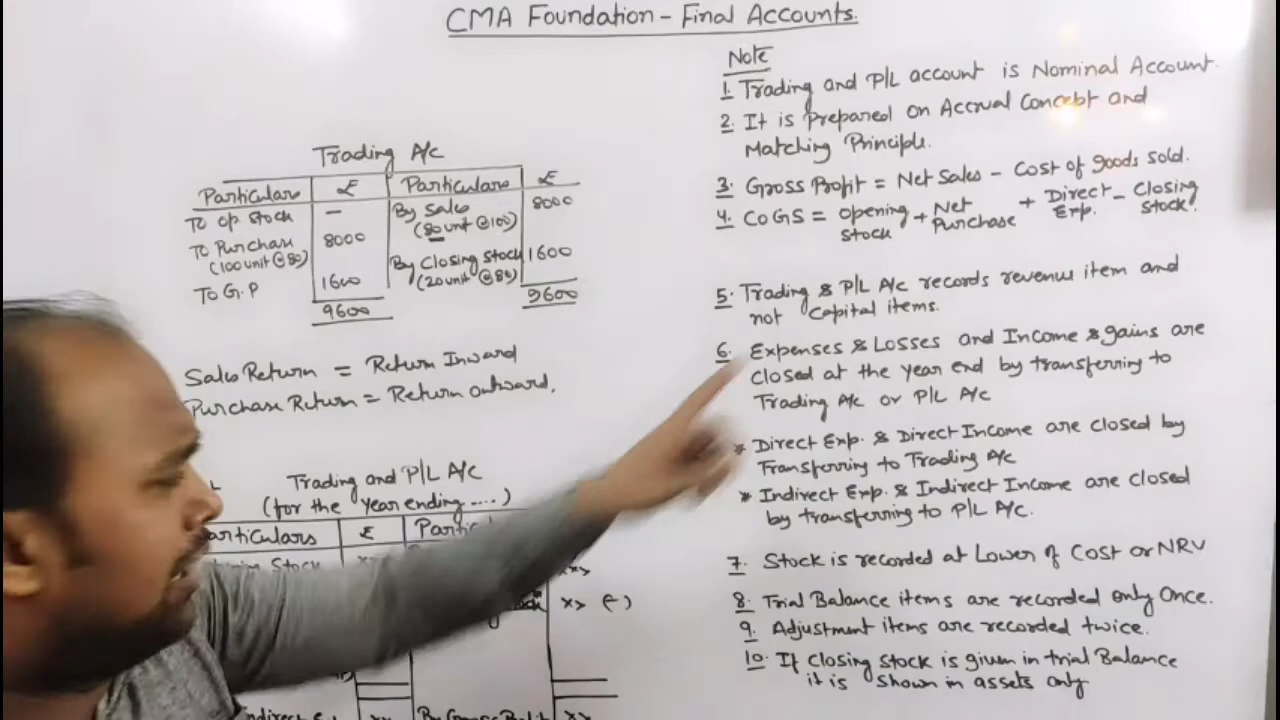 CMA Foundation - Final Accounts.
Trading A/c
Particulars ₤ Particulars ₤
To Op Stock — By Sales 8000
(80 unit @ 100)
To Purchase 8000
(100 unit @ 80)
By Closing Stock 1600
(20 unit @ 80)
To G.P 1600
9600 9600
Sales Return = Return Inward
Purchase Return = Return outward.
Trading and P/L A/c
(for the Year ending ....)
articulars ₤ Parti
Stock
xx (-)
ndirect
By Gross Profit xx
Note
1. Trading and P/L account is Nominal Account.
2. It is Prepared on Accrual Concept and
Matching Principle.
3. Gross Profit = Net Sales - Cost of goods sold.
4. COGS = opening stock + Net Purchase + Direct Exp. - Closing Stock.
5. Trading & P/L A/c records revenue item and
not Capital items.
6. Expenses & Losses and Income & gains are
closed at the Year end by transferring to
Trading A/c or P/L A/c
* Direct Exp. & Direct Income are closed by
Transferring to Trading A/c
* Indirect Exp. & Indirect Income are closed
by transferring to P/L A/c.
7. Stock is recorded at Lower of Cost or NRV
8. Trial Balance items are recorded only Once.
9. Adjustment items are recorded twice.
10. If Closing Stock is given in trial Balance
it is shown in assets only